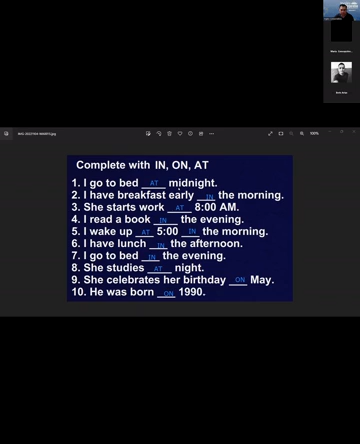 Complete with IN, ON, AT
1. I go to bed AT midnight.
2. I have breakfast early IN the morning.
3. She starts work AT 8:00 AM.
4. I read a book IN the evening.
5. I wake up AT 5:00 IN the morning.
6. I have lunch IN the afternoon.
7. I go to bed IN the evening.
8. She studies AT night.
9. She celebrates her birthday ON May.
10. He was born ON 1990.
100%